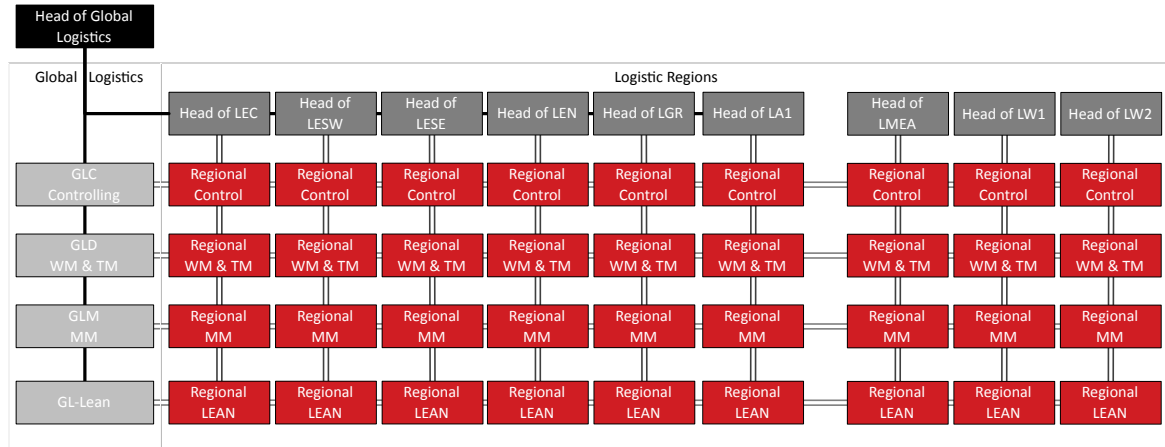 Head of Global
Logistics
Global Logistics
Logistic Regions
Head of LEC
Head of
LESW
Head of
LESE
Head of LEN
Head of LGR
Head of LA1
Head of
LMEA
Head of LW1
Head of LW2
GLC
Controlling
Regional
Control
Regional
Control
Regional
Control
Regional
Control
Regional
Control
Regional
Control
Regional
Control
Regional
Control
Regional
Control
GLD
WM & TM
Regional
WM & TM
Regional
WM & TM
Regional
WM & TM
Regional
WM & TM
Regional
WM & TM
Regional
WM & TM
Regional
WM & TM
Regional
WM & TM
Regional
WM & TM
GLM
MM
Regional
MM
Regional
MM
Regional
MM
Regional
MM
Regional
MM
Regional
MM
Regional
MM
Regional
MM
Regional
MM
GL-Lean
Regional
LEAN
Regional
LEAN
Regional
LEAN
Regional
LEAN
Regional
LEAN
Regional
LEAN
Regional
LEAN
Regional
LEAN
Regional
LEAN